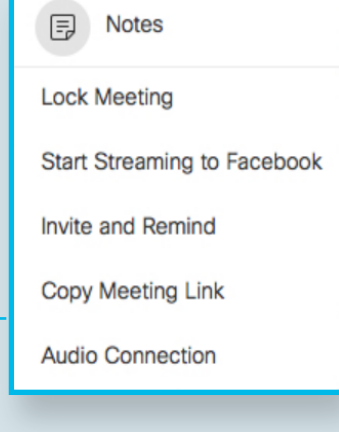 Notes
Lock Meeting
Start Streaming to Facebook
Invite and Remind
Copy Meeting Link
Audio Connection